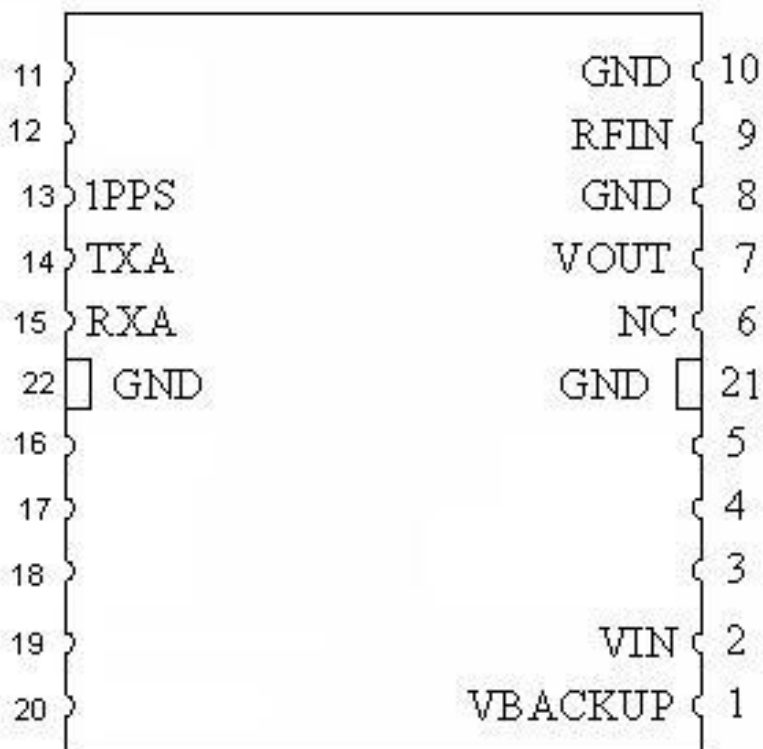 11 GND 10
12 RFIN 9
13 1PPS GND 8
14 TXA VOUT 7
15 RXA NC 6
22 GND GND 21
16 5
17 4
18 3
19 VIN 2
20 VBACKUP 1